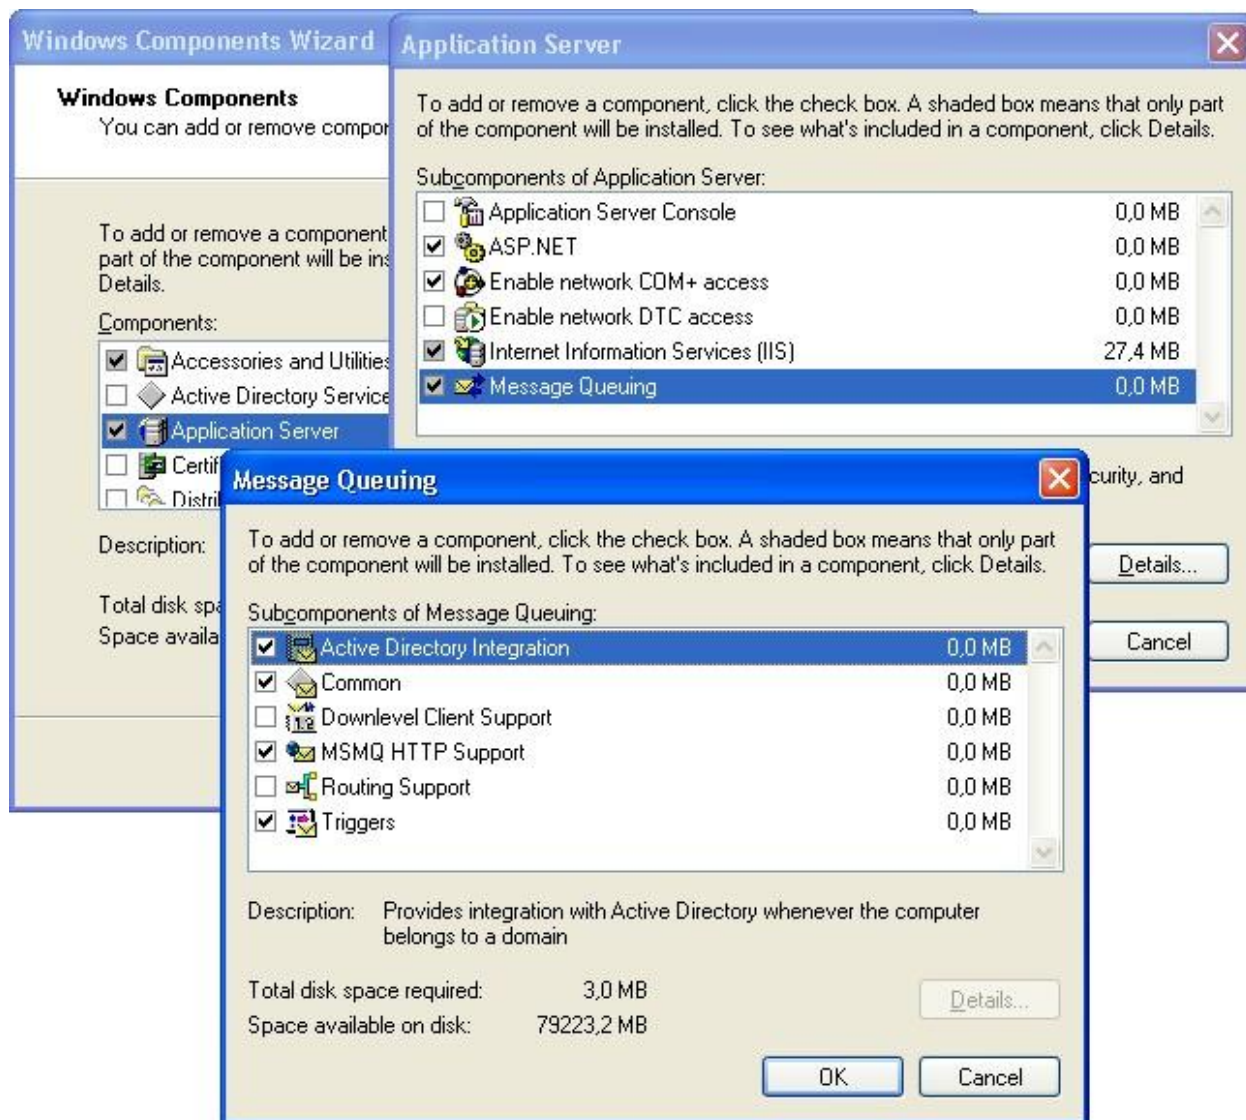 Windows Components Wizard
Windows Components
You can add or remove
To add or remove a component
part of the component will be
Details.
Components:
Accessories and Utilities
Active Directory Service
Application Server
Description:
Total disk
Space
Application Server
To add or remove a component, click the check box. A shaded box means that only part
of the component will be installed. To see what's included in a component, click Details.
Subcomponents of Application Server:
Application Server Console 0,0 MB
ASP.NET 0,0 MB
Enable network COM+ access 0,0 MB
Enable network DTC access 0,0 MB
Internet Information Services (IIS) 27,4 MB
Message Queuing 0,0 MB
and
Details...
Cancel
Message Queuing
To add or remove a component, click the check box. A shaded box means that only part
of the component will be installed. To see what's included in a component, click Details.
Subcomponents of Message Queuing:
Active Directory Integration 0,0 MB
Common 0,0 MB
Downlevel Client Support 0,0 MB
MSMQ HTTP Support 0,0 MB
Routing Support 0,0 MB
Triggers 0,0 MB
Description: Provides integration with Active Directory whenever the computer
belongs to a domain
Total disk space required: 3,0 MB
Space available on disk: 79223,2 MB
Details...
OK Cancel